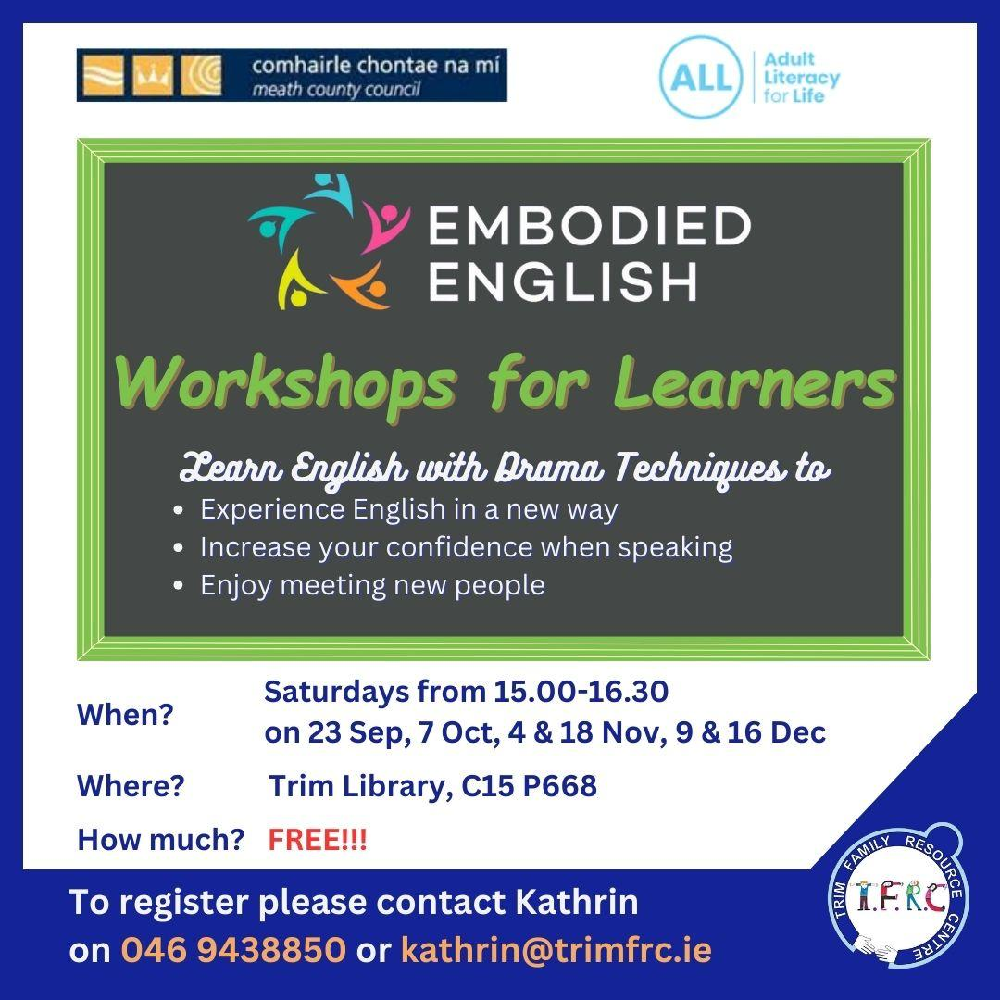 comhairle chontae na mí
meath county council
ALL
Adult
Literacy
for Life
EMBODIED
ENGLISH
Workshops for Learners
Learn English with Drama Techniques to
• Experience English in a new way
• Increase your confidence when speaking
• Enjoy meeting new people
When?
Saturdays from 15.00-16.30
on 23 Sep, 7 Oct, 4 & 18 Nov, 9 & 16 Dec
Where? Trim Library, C15 P668
How much? FREE!!!
To register please contact Kathrin
on 046 9438850 or kathrin@trimfrc.ie
TRIM FAMILY RESOURCE CENTRE
T.F.R.C